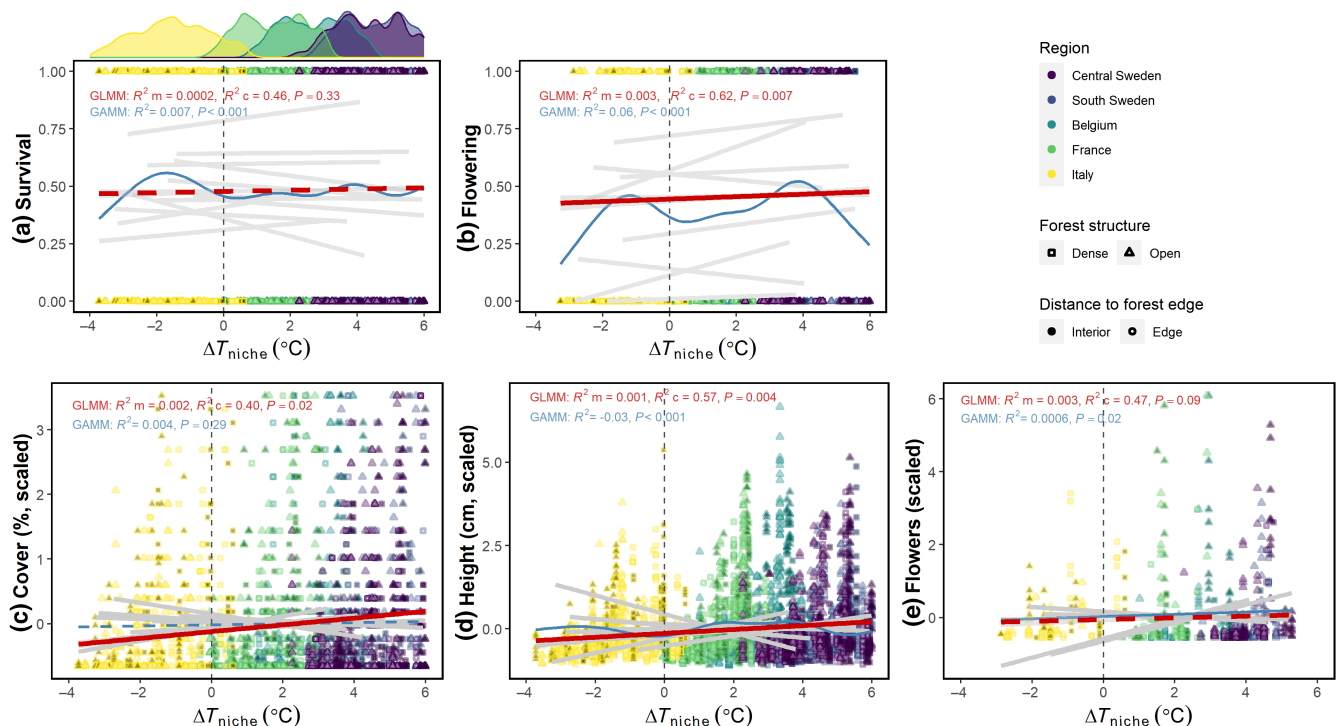 Region
Central Sweden
South Sweden
Belgium
France
Italy
Forest structure
Dense Open
Distance to forest edge
Interior Edge
(a) Survival
1.00
0.75
0.50
0.25
0.00
GLMM: R² m = 0.0002, R² c = 0.46, P = 0.33
GAMM: R² = 0.007, P < 0.001
−4 −2 0 2 4 6
ΔTniche (°C)
(b) Flowering
1.00
0.75
0.50
0.25
0.00
GLMM: R² m = 0.003, R² c = 0.62, P = 0.007
GAMM: R² = 0.06, P < 0.001
−4 −2 0 2 4 6
ΔTniche (°C)
(c) Cover (%, scaled)
3
2
1
0
GLMM: R² m = 0.002, R² c = 0.40, P = 0.02
GAMM: R² = 0.004, P = 0.29
−4 −2 0 2 4 6
ΔTniche (°C)
(d) Height (cm, scaled)
5.0
2.5
0.0
GLMM: R² m = 0.001, R² c = 0.57, P = 0.004
GAMM: R² = -0.03, P < 0.001
−4 −2 0 2 4 6
ΔTniche (°C)
(e) Flowers (scaled)
6
4
2
0
GLMM: R² m = 0.003, R² c = 0.47, P = 0.09
GAMM: R² = 0.0006, P = 0.02
−4 −2 0 2 4 6
ΔTniche (°C)